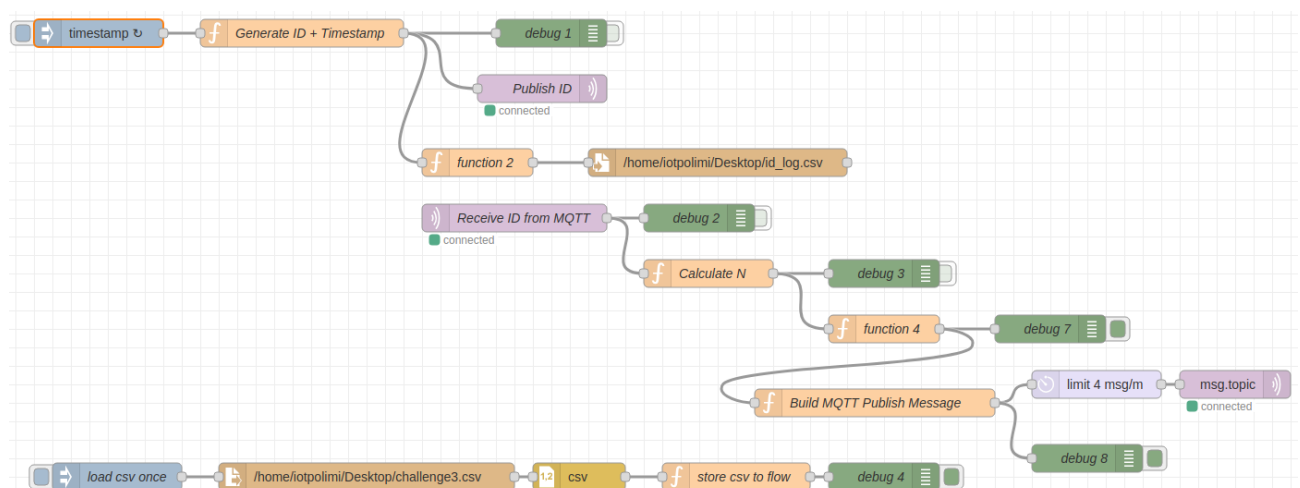 timestamp ↻
Generate ID + Timestamp
debug 1
Publish ID
connected
function 2
/home/iotpolimi/Desktop/id_log.csv
Receive ID from MQTT
connected
debug 2
Calculate N
debug 3
function 4
debug 7
Build MQTT Publish Message
limit 4 msg/m
msg.topic
connected
debug 8
load csv once
/home/iotpolimi/Desktop/challenge3.csv
1,2
csv
store csv to flow
debug 4